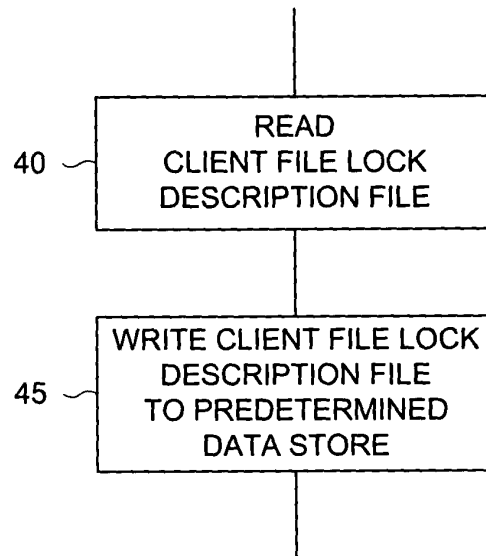 READ
40
CLIENT FILE LOCK
DESCRIPTION FILE
WRITE CLIENT FILE LOCK
DESCRIPTION FILE
45
TO PREDETERMINED
DATA STORE